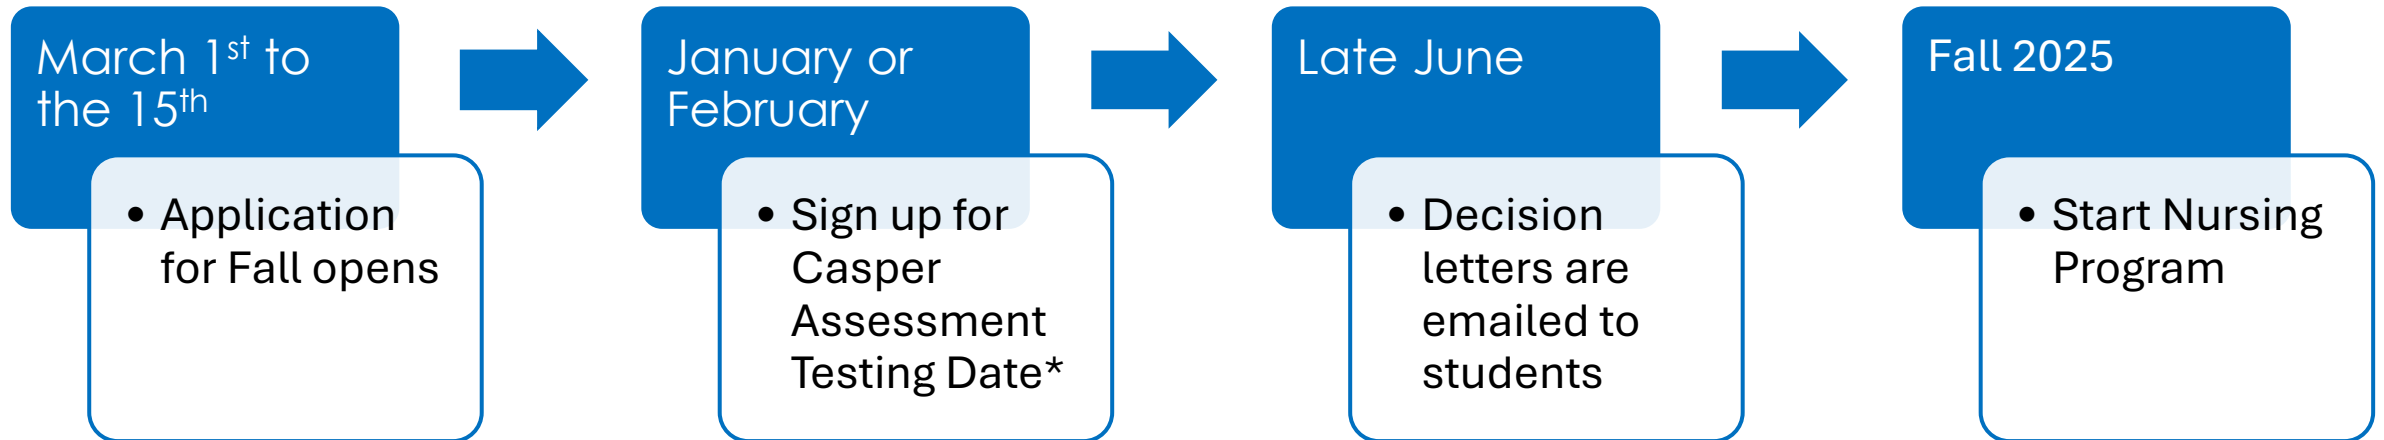 March 1st to
the 15th
• Application
for Fall opens
January or
February
• Sign up for
Casper
Assessment
Testing Date*
Late June
• Decision
letters are
emailed to
students
Fall 2025
• Start Nursing
Program